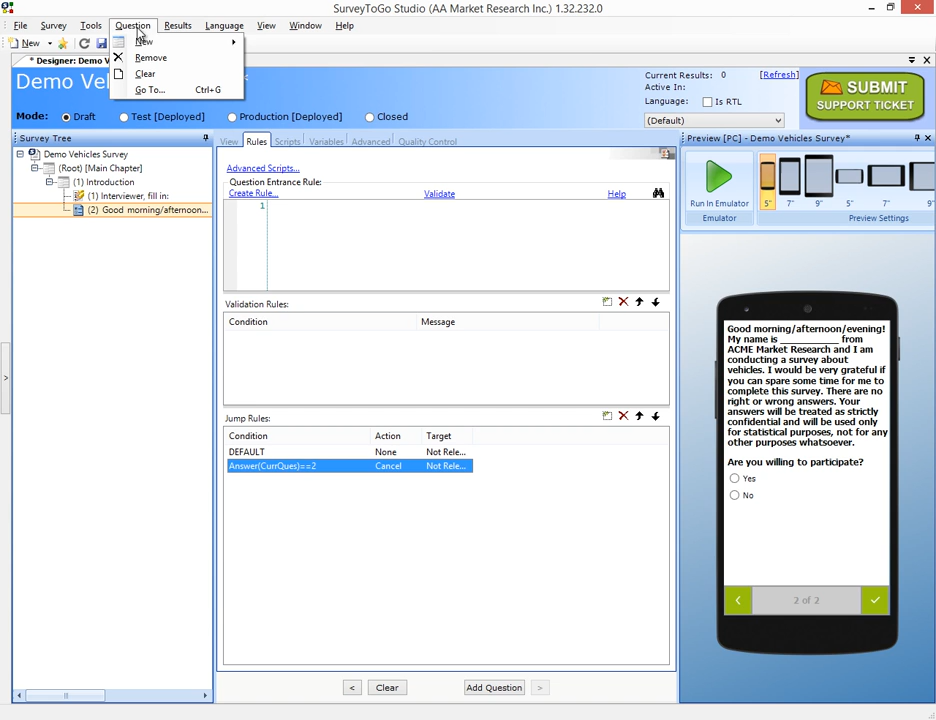 SurveyToGo Studio (AA Market Research Inc.) 1.32.232.0
File Survey Tools Question Results Language View Window Help
New
New
Remove
Clear
Go To... Ctrl+G
* Designer: Demo V
Demo Veh
Current Results: 0 [Refresh]
Active In:
Language: Is RTL
(Default)
SUBMIT
SUPPORT TICKET
Mode: Draft Test [Deployed] Production [Deployed] Closed
Survey Tree
Demo Vehicles Survey
(Root) [Main Chapter]
(1) Introduction
(1) Interviewer, fill in:
(2) Good morning/afternoon...
View Rules Scripts Variables Advanced Quality Control
Advanced Scripts...
Question Entrance Rule:
Create Rule... Validate Help
1
Validation Rules:
Condition Message
Jump Rules:
Condition Action Target
DEFAULT None Not Rele...
Answer(CurrQues)==2 Cancel Not Rele...
< Clear Add Question >
Preview [PC] - Demo Vehicles Survey*
Run In Emulator
Emulator
5" 7" 9" 5" 7" 9"
Preview Settings
Good morning/afternoon/evening!
My name is ___________ from
ACME Market Research and I am
conducting a survey about
vehicles. I would be very grateful if
you can spare some time for me to
complete this survey. There are no
right or wrong answers. Your
answers will be treated as strictly
confidential and will be used only
for statistical purposes, not for any
other purposes whatsoever.
Are you willing to participate?
Yes
No
2 of 2